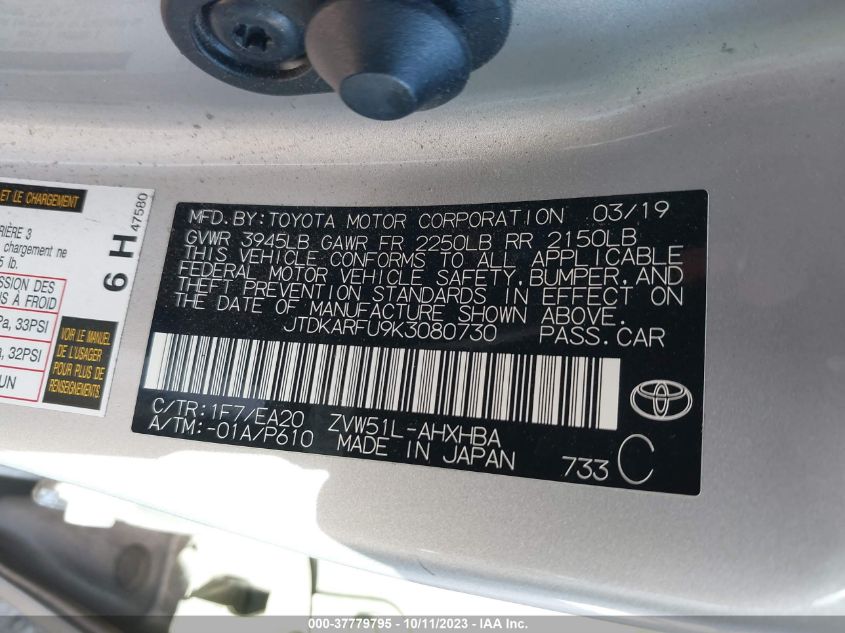 ET LE CHARGEMENT
RIÈRE 3
chargement ne
5 lb.
SSION DES
S À FROID
Pa, 33PSI
a, 32PSI
UN
VOIR LE
MANUEL
DE
L'USAGER
POUR PLUS DE
RENSEIGNEMENTS.
6 H 47580
MFD. BY: TOYOTA MOTOR CORPORATION 03/19
GVWR 3945LB GAWR FR 2250LB RR 2150LB
THIS VEHICLE CONFORMS TO ALL APPLICABLE
FEDERAL MOTOR VEHICLE SAFETY, BUMPER, AND
THEFT PREVENTION STANDARDS IN EFFECT ON
THE DATE OF MANUFACTURE SHOWN ABOVE.
JTDKARFU9K3080730 PASS. CAR
C/TR: 1F7/EA20 ZVW51L-AHXHBA
A/TM: -01A/P610 MADE IN JAPAN 733 C
TOYOTA
000-37779795 - 10/11/2023 - IAA Inc.